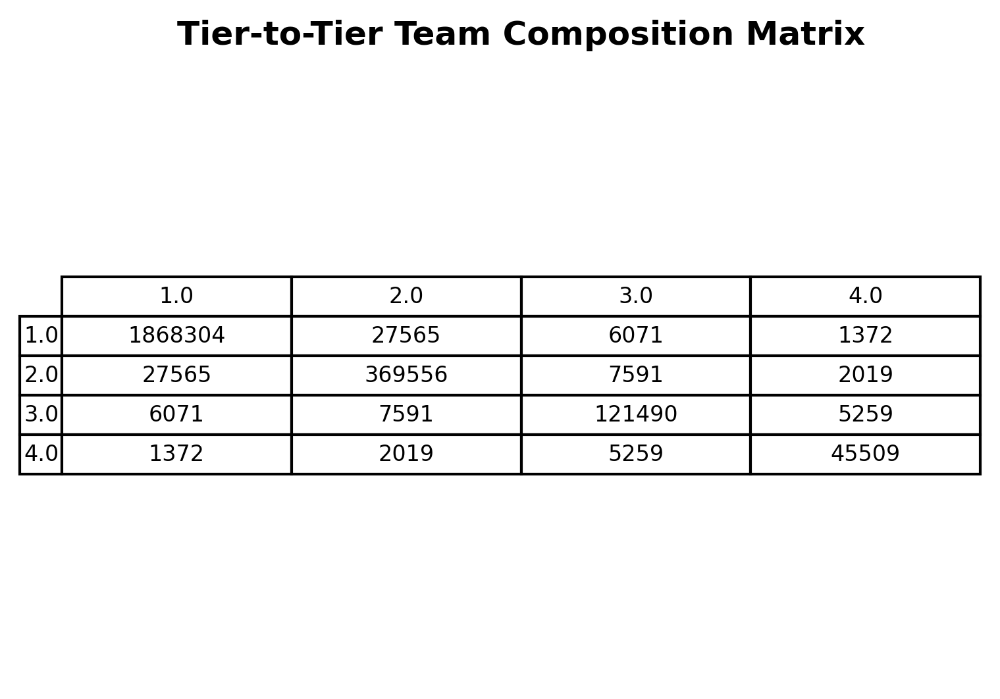 Tier-to-Tier Team Composition Matrix
1.0 2.0 3.0 4.0
1.0 1868304 27565 6071 1372
2.0 27565 369556 7591 2019
3.0 6071 7591 121490 5259
4.0 1372 2019 5259 45509